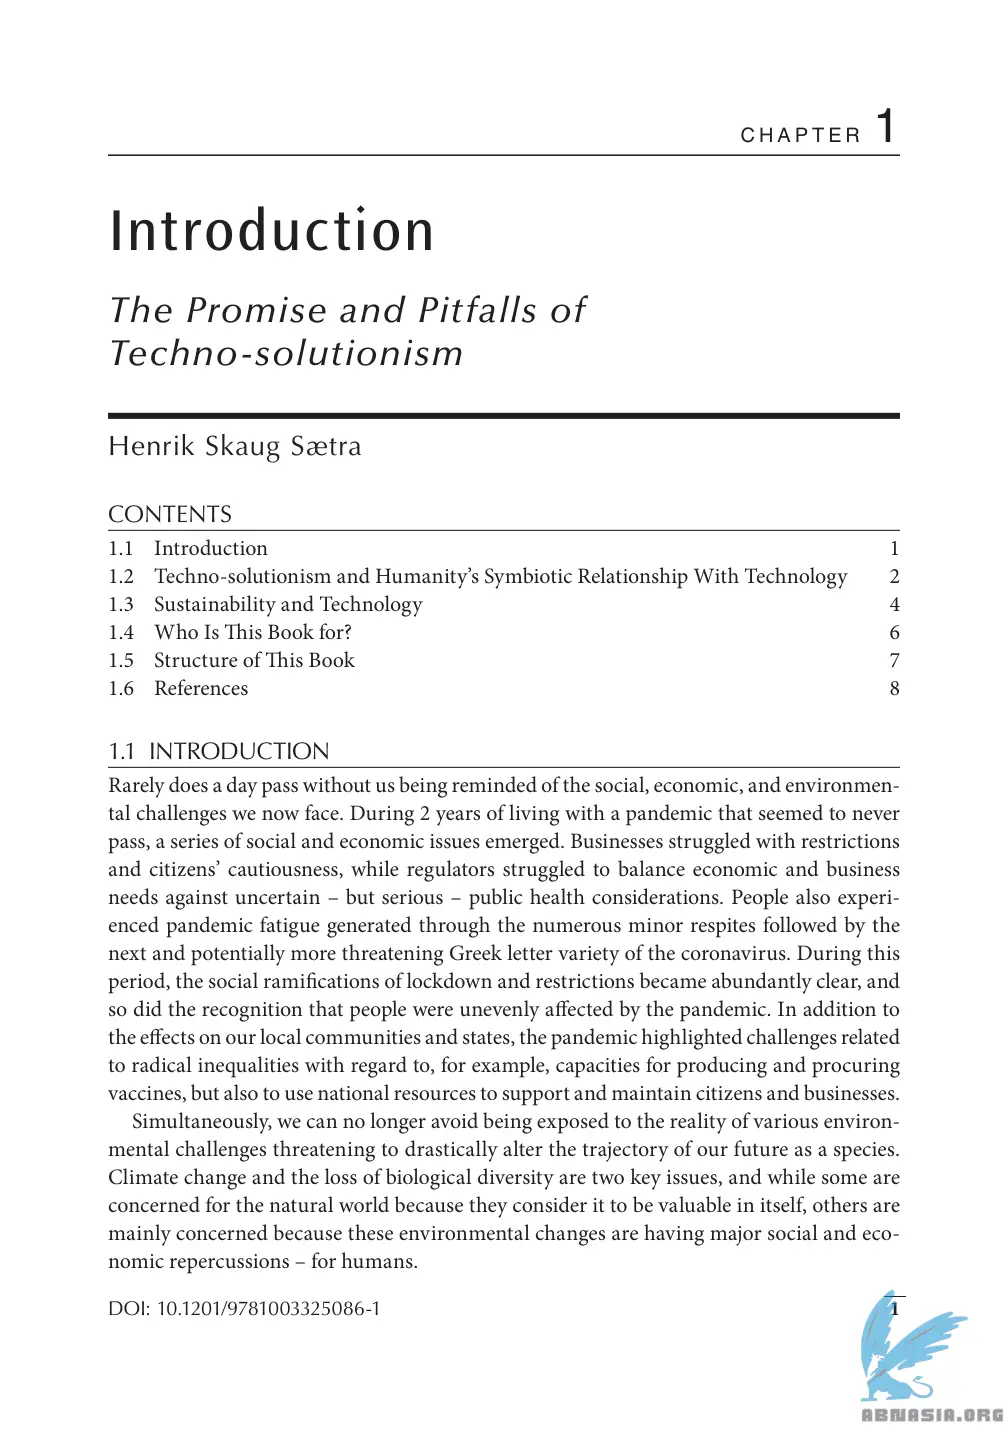 CHAPTER 1
Introduction
The Promise and Pitfalls of
Techno-solutionism
Henrik Skaug Sætra
CONTENTS
1.1 Introduction 1
1.2 Techno-solutionism and Humanity’s Symbiotic Relationship With Technology 2
1.3 Sustainability and Technology 4
1.4 Who Is This Book for? 6
1.5 Structure of This Book 7
1.6 References 8
1.1 INTRODUCTION
Rarely does a day pass without us being reminded of the social, economic, and environmen-
tal challenges we now face. During 2 years of living with a pandemic that seemed to never
pass, a series of social and economic issues emerged. Businesses struggled with restrictions
and citizens’ cautiousness, while regulators struggled to balance economic and business
needs against uncertain – but serious – public health considerations. People also experi-
enced pandemic fatigue generated through the numerous minor respites followed by the
next and potentially more threatening Greek letter variety of the coronavirus. During this
period, the social ramifications of lockdown and restrictions became abundantly clear, and
so did the recognition that people were unevenly affected by the pandemic. In addition to
the effects on our local communities and states, the pandemic highlighted challenges related
to radical inequalities with regard to, for example, capacities for producing and procuring
vaccines, but also to use national resources to support and maintain citizens and businesses.
Simultaneously, we can no longer avoid being exposed to the reality of various environ-
mental challenges threatening to drastically alter the trajectory of our future as a species.
Climate change and the loss of biological diversity are two key issues, and while some are
concerned for the natural world because they consider it to be valuable in itself, others are
mainly concerned because these environmental changes are having major social and eco-
nomic repercussions – for humans.
DOI: 10.1201/9781003325086-1 1
ABNASIA.ORG